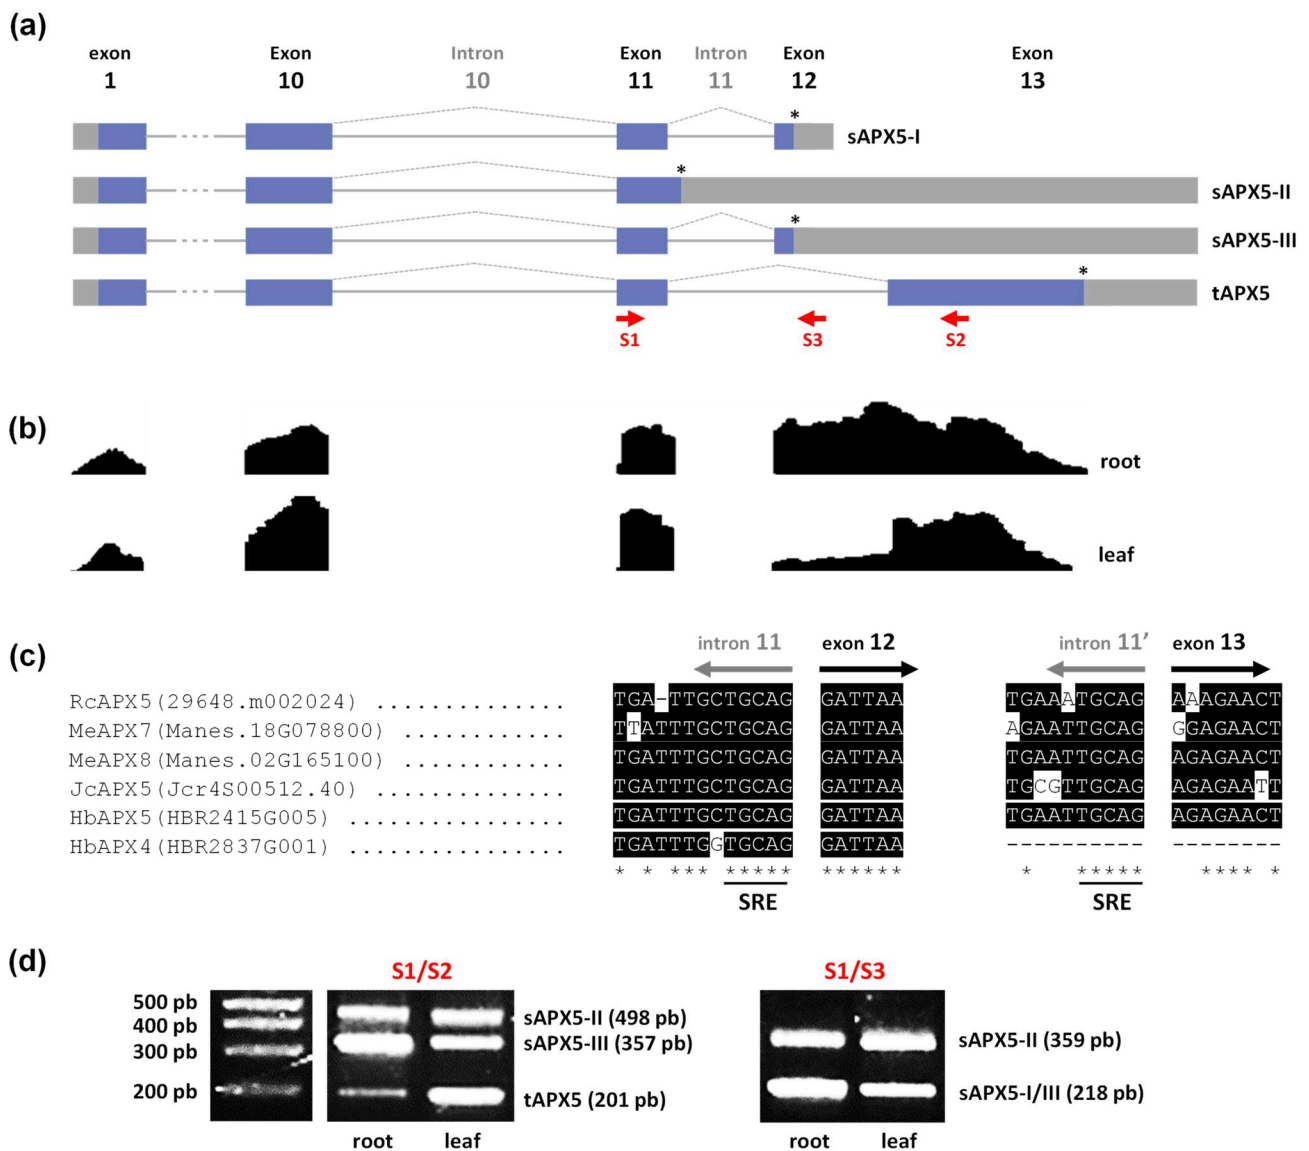 (a)
exon Exon Intron Exon Intron Exon Exon
1 10 10 11 11 12 13
* sAPX5-I
* sAPX5-II
* sAPX5-III
* tAPX5
S1 S3 S2
(b)
root
leaf
(c)
intron 11 exon 12 intron 11’ exon 13
RcAPX5(29648.m002024) .............. TGA-TTGCTGCAG GATTAA TGAAATGCAG AAAGAACT
MeAPX7(Manes.18G078800) ............ TTATTTGCTGCAG GATTAA AGAATTGCAG GGAGAACT
MeAPX8(Manes.02G165100) ............ TGATTTGCTGCAG GATTAA TGAATTGCAG AGAGAACT
JcAPX5(Jcr4S00512.40) .............. TGATTTGCTGCAG GATTAA TGCGTTGCAG AGAGAATT
HbAPX5(HBR2415G005) ................ TGATTTGCTGCAG GATTAA TGAATTGCAG AGAGAACT
HbAPX4(HBR2837G001) ................ TGATTTGGTGCAG GATTAA ---------- --------
* * *** ***** ****** * ***** **** *
SRE SRE
(d)
S1/S2 S1/S3
500 pb
400 pb
300 pb
200 pb
sAPX5-II (498 pb)
sAPX5-III (357 pb)
tAPX5 (201 pb)
sAPX5-II (359 pb)
sAPX5-I/III (218 pb)
root leaf root leaf